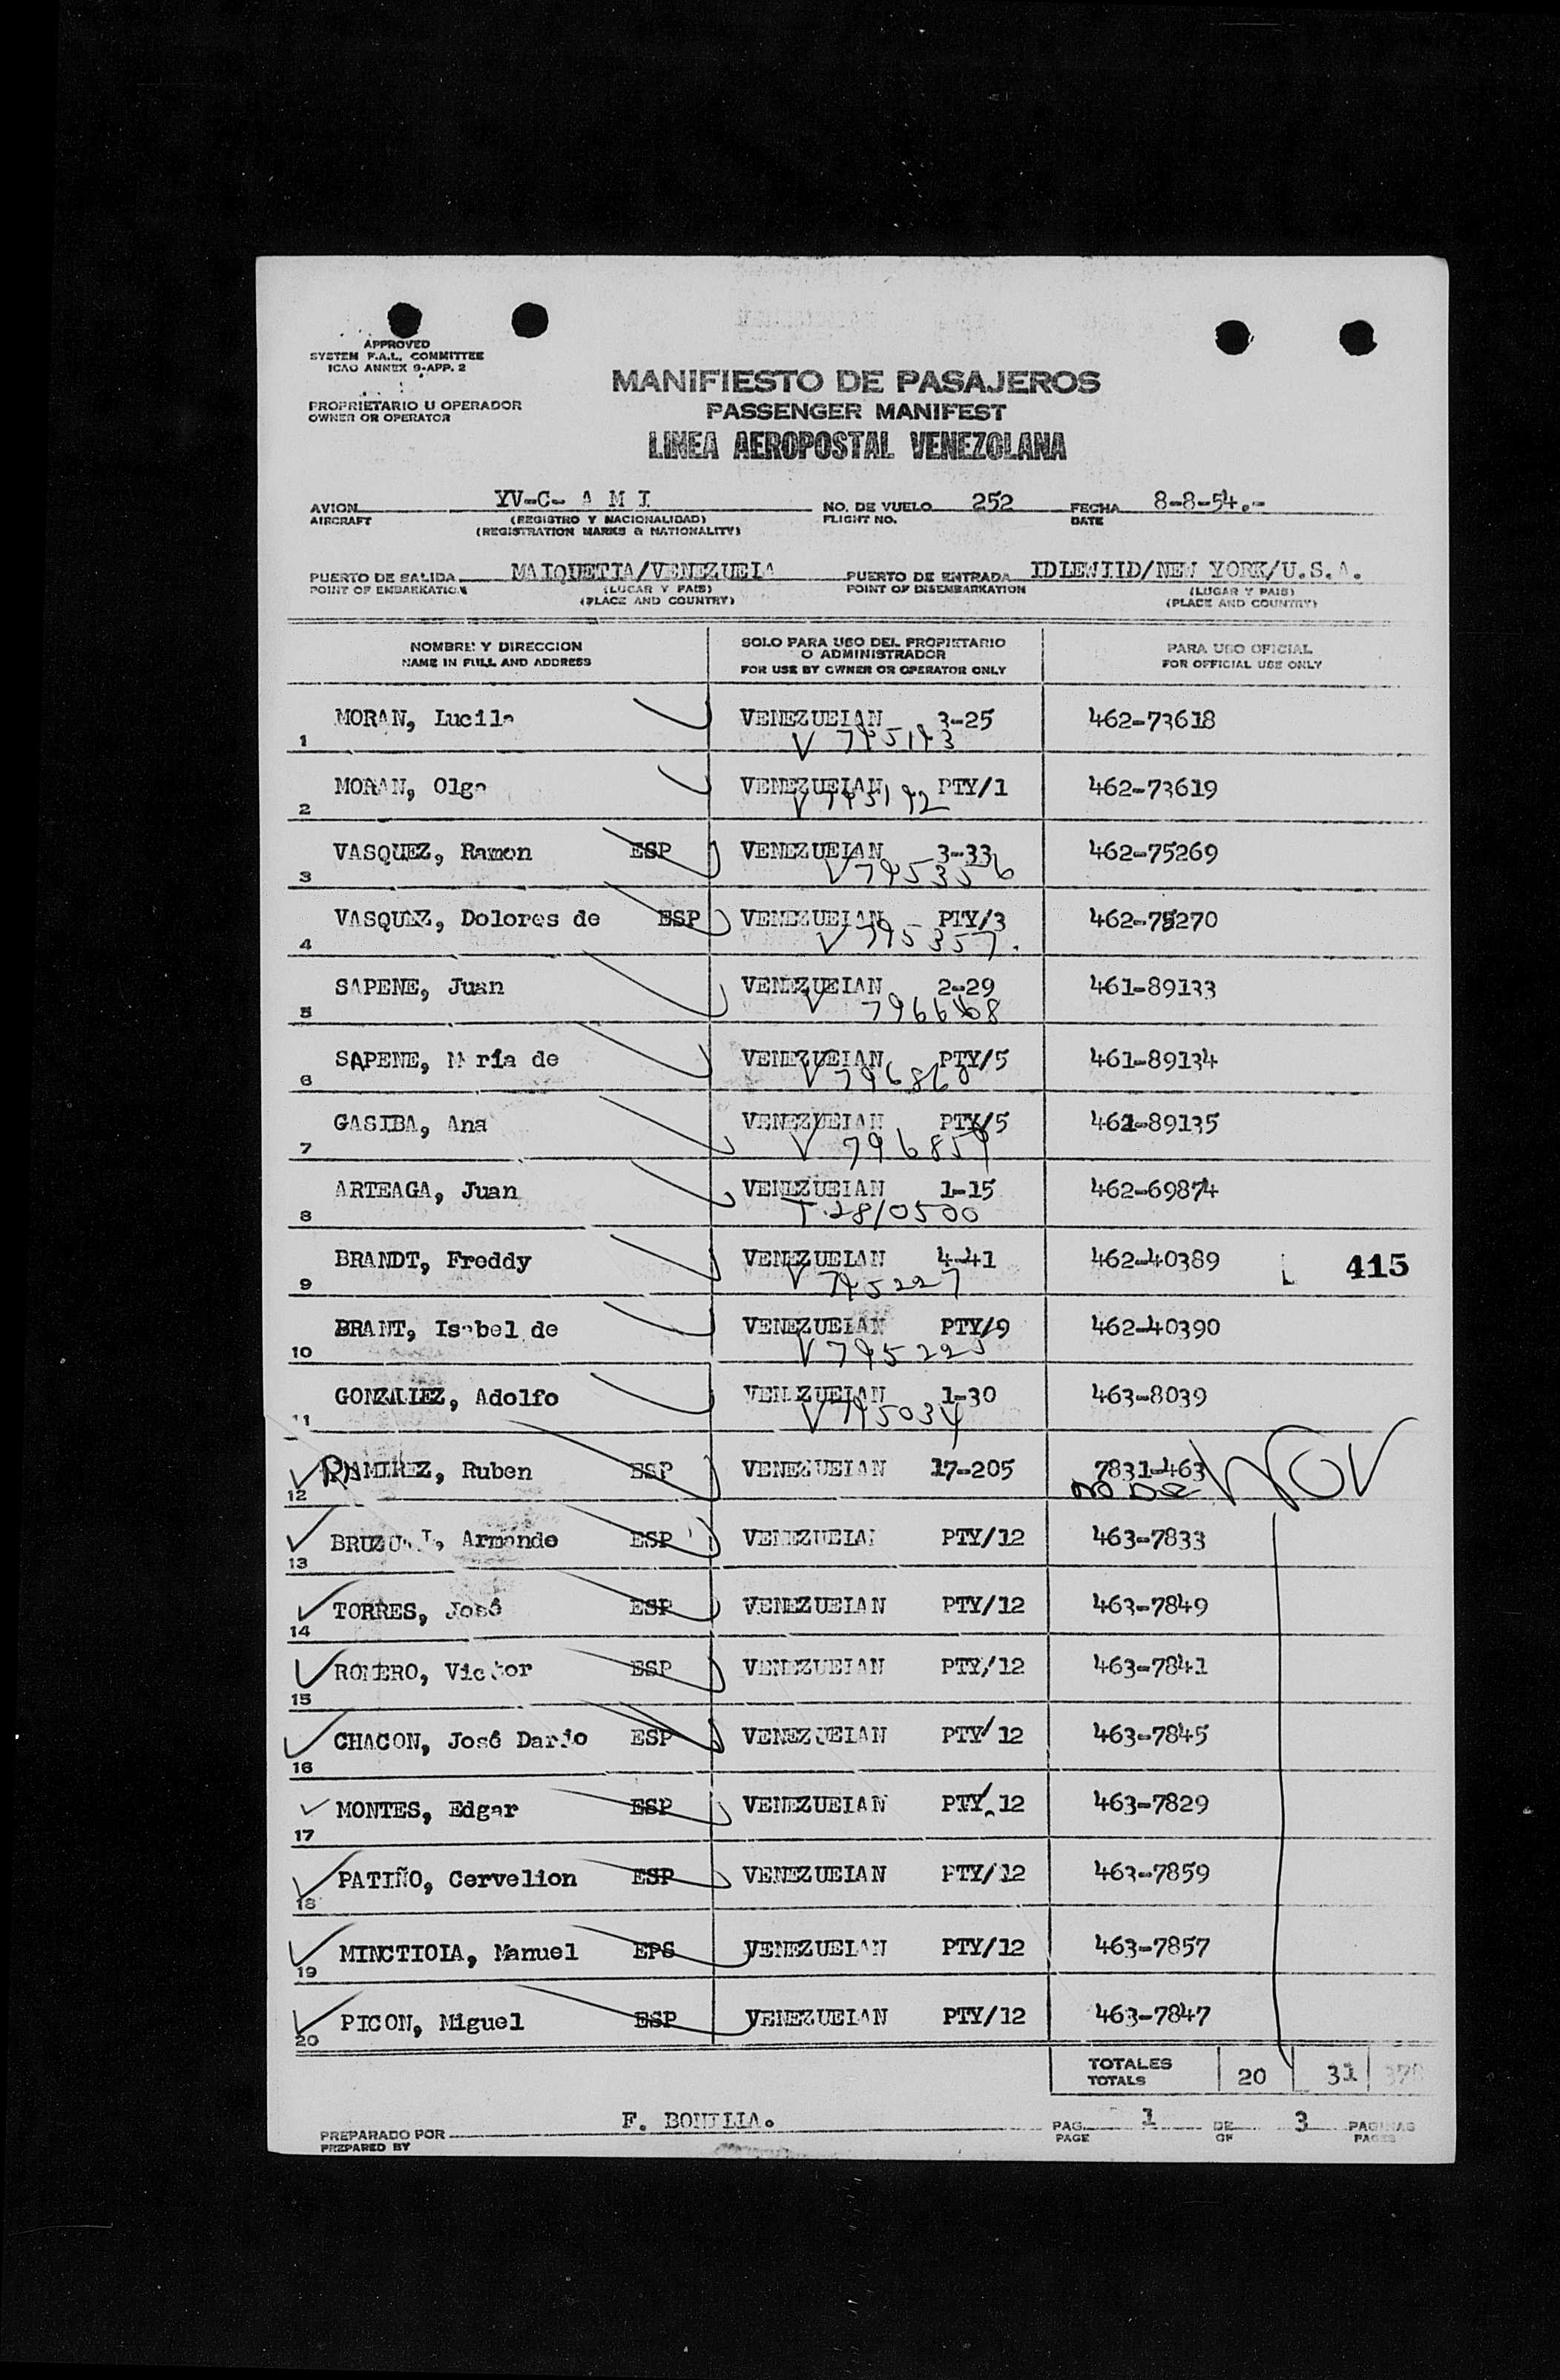 APPROVED
SYSTEM F.A.L. COMMITTEE
ICAO ANNEX 9-APP. 2
PROPRIETARIO U OPERADOR
OWNER OR OPERATOR
MANIFIESTO DE PASAJEROS
PASSENGER MANIFEST
LINEA AEROPOSTAL VENEZOLANA
AVION YV-C- A M I NO. DE VUELO 252 FECHA 8-8-54.-
AIRCRAFT (REGISTRO Y NACIONALIDAD) FLIGHT NO. DATE
(REGISTRATION MARKS & NATIONALITY)
PUERTO DE SALIDA MAIQUETIA/VENEZUELA PUERTO DE ENTRADA IDLEWIID/NEW YORK/U.S.A.
POINT OF EMBARKATION (LUGAR Y PAIS) POINT OF DISEMBARKATION (LUGAR Y PAIS)
(PLACE AND COUNTRY) (PLACE AND COUNTRY)
NOMBRE Y DIRECCION SOLO PARA USO DEL PROPIETARIO PARA USO OFICIAL
O ADMINISTRADOR
NAME IN FULL AND ADDRESS FOR USE BY OWNER OR OPERATOR ONLY FOR OFFICIAL USE ONLY
MORAN, Lucila VENEZUELAN 3-25 462-73618
1 V 745143
MORAN, Olga VENEZUELAN PTY/1 462-73619
2 V 745142
VASQUEZ, Ramon ESP VENEZUELAN 3-33 462-75269
3 V 745356
VASQUEZ, Dolores de ESP VENEZUELAN PTY/3 462-75270
4 V 745357.
SAPENE, Juan VENEZUELAN 2-29 461-89133
5 V
SAPENE, María de VENEZUELAN PTY/5 461-89134
6 V 796860
GASIBA, Ana VENEZUELAN PTY/5 461-89135
7 V 796859
ARTEAGA, Juan VENEZUELAN 1-15 462-69874
8 T 2810500
BRANDT, Freddy VENEZUELAN 4-41 462-40389 415
9 V 745227
BRANT, Isabel de VENEZUELAN PTY/9 462-40390
10 V 745225
GONZALEZ, Adolfo VENEZUELAN 1-30 463-8039
11 V 745034
RAMIREZ, Ruben ESP VENEZUELAN 17-205 7831-463
12
BRUZUAL, Armando ESP VENEZUELAN PTY/12 463-7833
13
TORRES, José ESP VENEZUELAN PTY/12 463-7849
14
ROMERO, Victor ESP VENEZUELAN PTY/12 463-7841
15
CHACON, José Dario ESP VENEZUELAN PTY/12 463-7845
16
MONTES, Edgar ESP VENEZUELAN PTY/12 463-7829
17
PATIÑO, Cervelion ESP VENEZUELAN PTY/12 463-7859
18
MINCTIOIA, Manuel EPS VENEZUELAN PTY/12 463-7857
19
PICON, Miguel ESP VENEZUELAN PTY/12 463-7847
20
TOTALES 20 31
TOTALS
PREPARADO POR F. BONILLA. PAG. 1 DE 3 PAGINAS
PREPARED BY PAGE OF PAGES